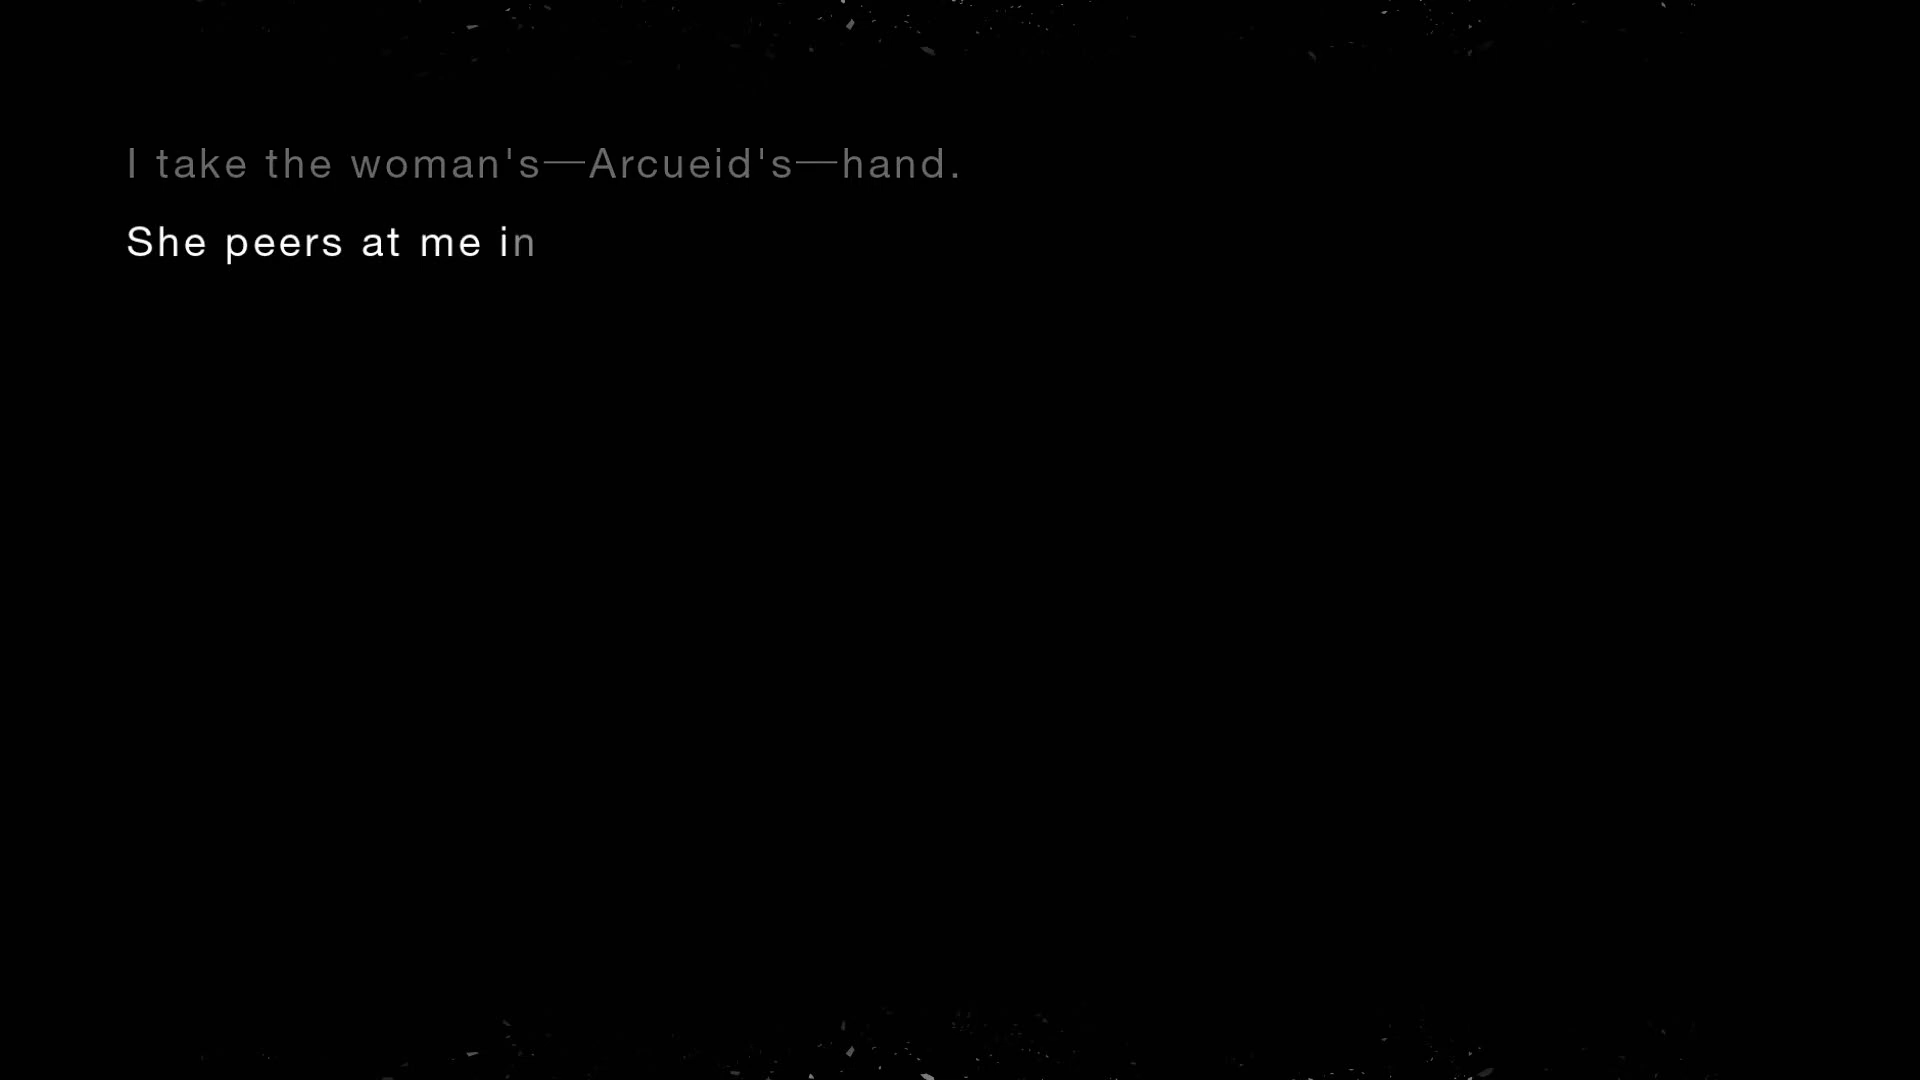 I take the woman's—Arcueid's—hand.
She peers at me in